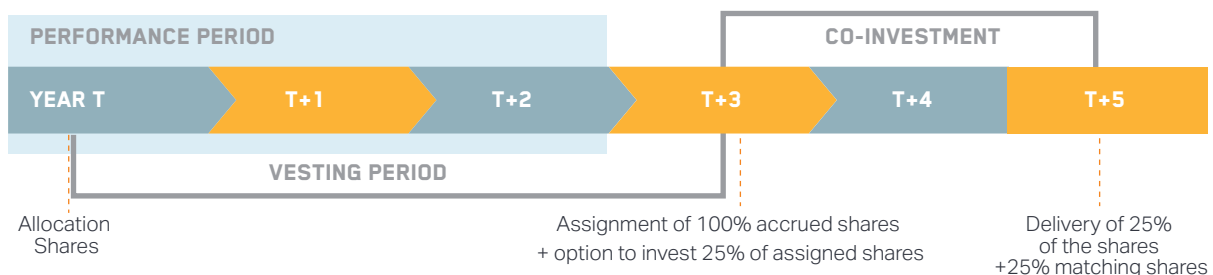 PERFORMANCE PERIOD
CO-INVESTMENT
YEAR T
T+1
T+2
T+3
T+4
T+5
VESTING PERIOD
Allocation
Shares
Assignment of 100% accrued shares
+ option to invest 25% of assigned shares
Delivery of 25%
of the shares
+25% matching shares